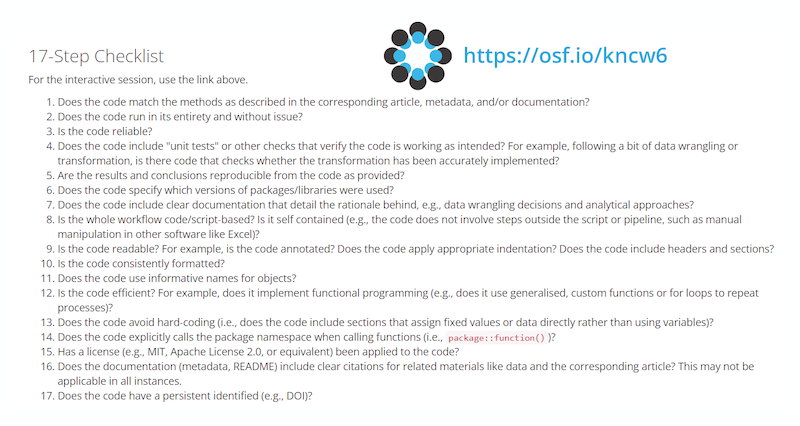 17-Step Checklist
https://osf.io/kncw6
For the interactive session, use the link above.
1. Does the code match the methods as described in the corresponding article, metadata, and/or documentation?
2. Does the code run in its entirety and without issue?
3. Is the code reliable?
4. Does the code include "unit tests" or other checks that verify the code is working as intended? For example, following a bit of data wrangling or
transformation, is there code that checks whether the transformation has been accurately implemented?
5. Are the results and conclusions reproducible from the code as provided?
6. Does the code specify which versions of packages/libraries were used?
7. Does the code include clear documentation that detail the rationale behind, e.g., data wrangling decisions and analytical approaches?
8. Is the whole workflow code/script-based? Is it self contained (e.g., the code does not involve steps outside the script or pipeline, such as manual
manipulation in other software like Excel)?
9. Is the code readable? For example, is the code annotated? Does the code apply appropriate indentation? Does the code include headers and sections?
10. Is the code consistently formatted?
11. Does the code use informative names for objects?
12. Is the code efficient? For example, does it implement functional programming (e.g., does it use generalised, custom functions or for loops to repeat
processes)?
13. Does the code avoid hard-coding (i.e., does the code include sections that assign fixed values or data directly rather than using variables)?
14. Does the code explicitly calls the package namespace when calling functions (i.e., package::function() )?
15. Has a license (e.g., MIT, Apache License 2.0, or equivalent) been applied to the code?
16. Does the documentation (metadata, README) include clear citations for related materials like data and the corresponding article? This may not be
applicable in all instances.
17. Does the code have a persistent identified (e.g., DOI)?